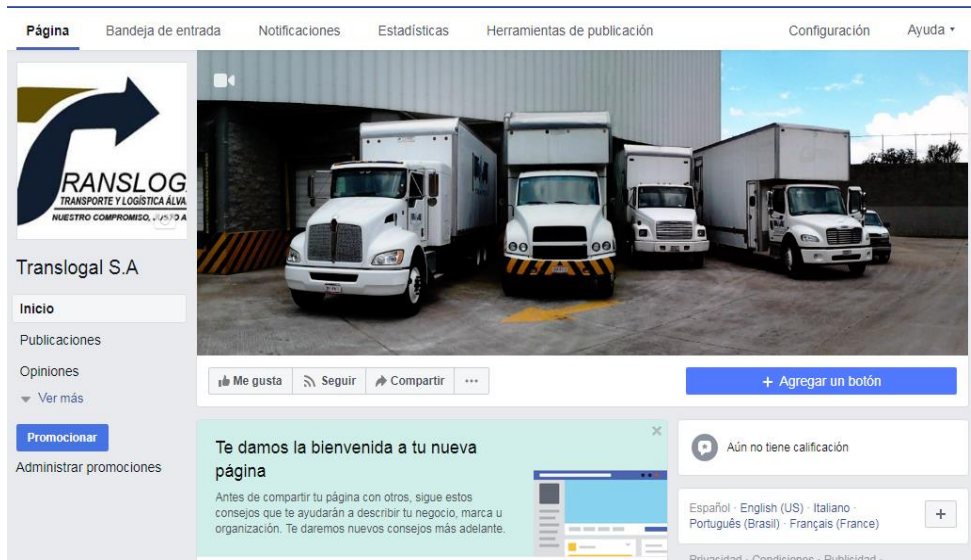 Página Bandeja de entrada Notificaciones Estadísticas Herramientas de publicación Configuración Ayuda
RANSLOG
TRANSPORTE Y LOGÍSTICA ÁLVA
NUESTRO COMPROMISO, JUSTO A
Translogal S.A
Inicio
Publicaciones
Opiniones
Ver más
Promocionar
Administrar promociones
Me gusta Seguir Compartir ...
+ Agregar un botón
Te damos la bienvenida a tu nueva
página
Antes de compartir tu página con otros, sigue estos
consejos que te ayudarán a describir tu negocio, marca u
organización. Te daremos nuevos consejos más adelante.
Aún no tiene calificación
Español · English (US) · Italiano ·
Português (Brasil) · Français (France)
Privacidad · Condiciones · Publicidad ·